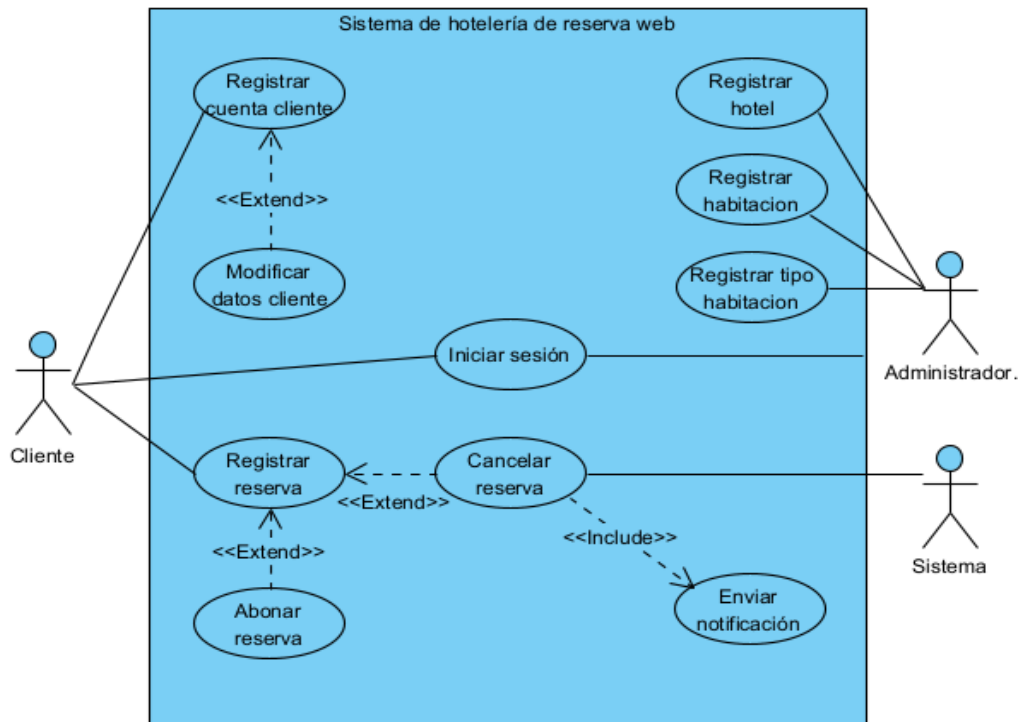 Sistema de hotelería de reserva web
Registrar
cuenta cliente
<<Extend>>
Modificar
datos cliente
Registrar
hotel
Registrar
habitacion
Registrar tipo
habitacion
Iniciar sesión
Cliente
Administrador.
Registrar
reserva
<<Extend>>
Cancelar
reserva
<<Extend>>
Abonar
reserva
<<Include>>
Enviar
notificación
Sistema